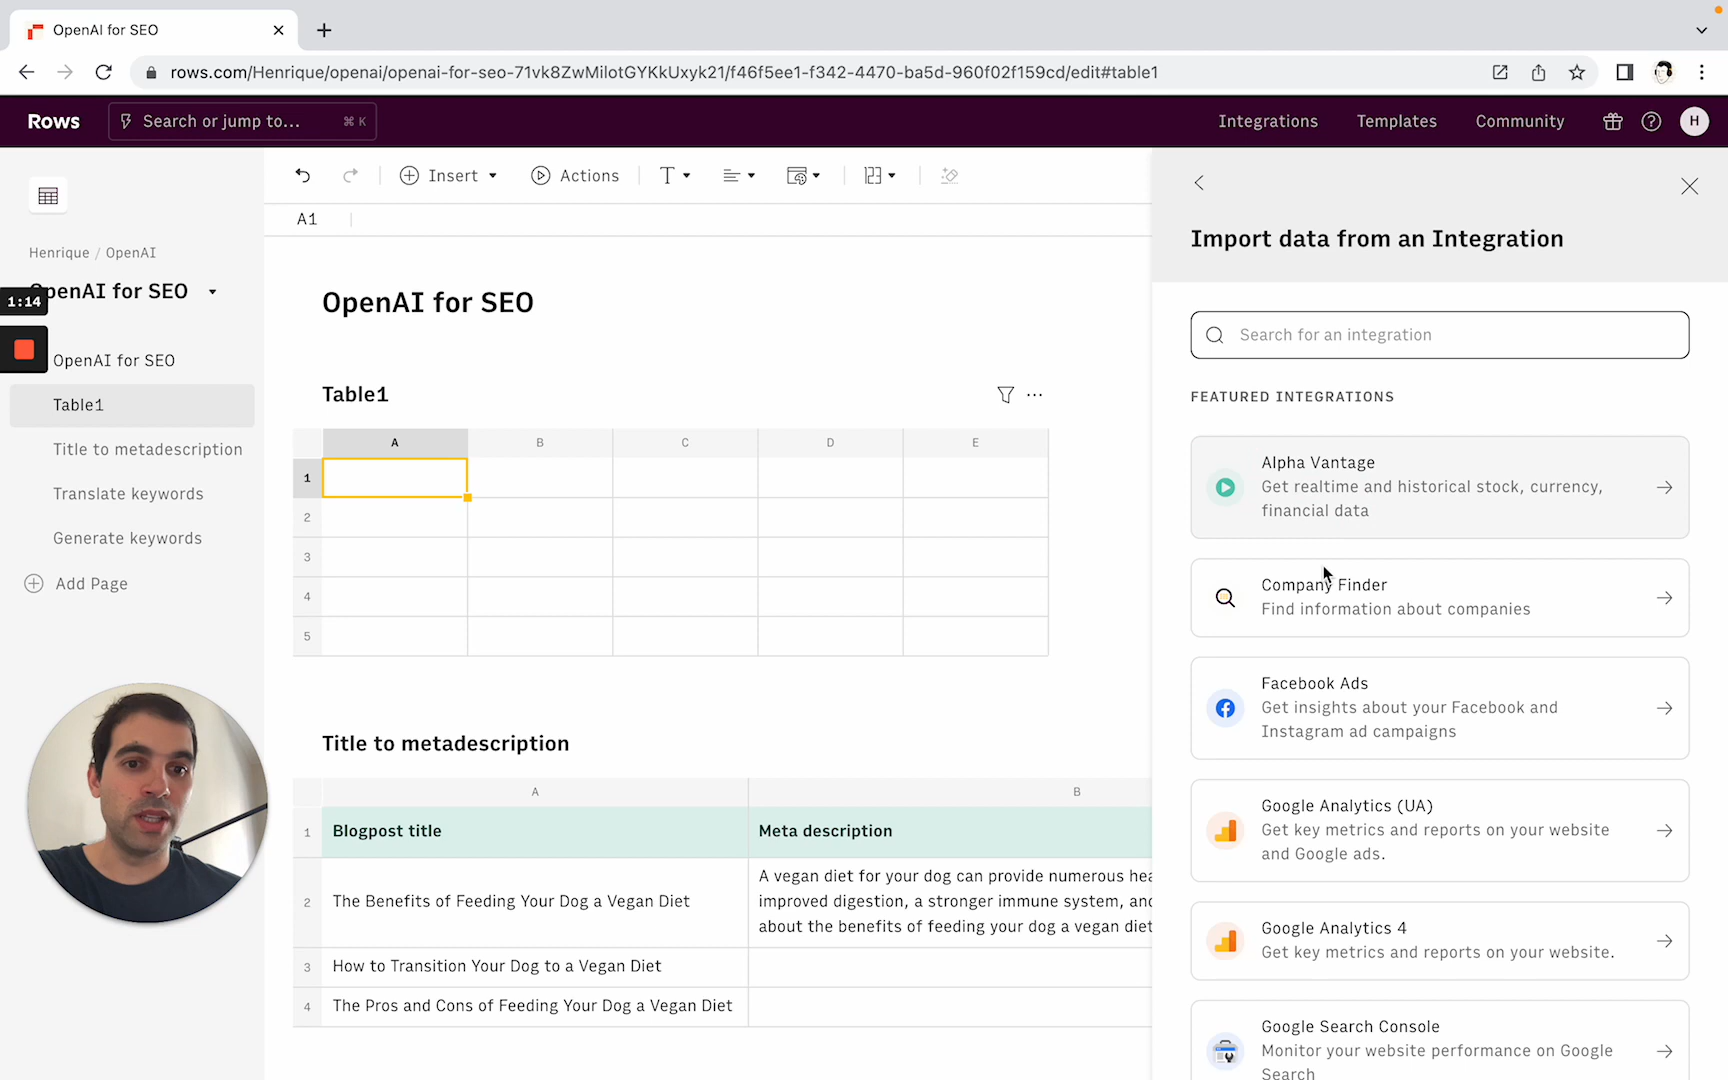 OpenAI for SEO
rows.com/Henrique/openai/openai-for-seo-71vk8ZwMilotGYKkUxyk21/f46f5ee1-f342-4470-ba5d-960f02f159cd/edit#table1
Rows
Search or jump to...
⌘ K
Integrations
Templates
Community
H
Insert
Actions
A1
Henrique / OpenAI
OpenAI for SEO
1:14
OpenAI for SEO
Table1
Title to metadescription
Translate keywords
Generate keywords
Add Page
OpenAI for SEO
Table1
A B C D E
1
2
3
4
5
Title to metadescription
A B
1 Blogpost title Meta description
2 The Benefits of Feeding Your Dog a Vegan Diet
A vegan diet for your dog can provide numerous hea
improved digestion, a stronger immune system, and
about the benefits of feeding your dog a vegan diet
3 How to Transition Your Dog to a Vegan Diet
4 The Pros and Cons of Feeding Your Dog a Vegan Diet
Import data from an Integration
Search for an integration
FEATURED INTEGRATIONS
Alpha Vantage
Get realtime and historical stock, currency,
financial data
Company Finder
Find information about companies
Facebook Ads
Get insights about your Facebook and
Instagram ad campaigns
Google Analytics (UA)
Get key metrics and reports on your website
and Google ads.
Google Analytics 4
Get key metrics and reports on your website.
Google Search Console
Monitor your website performance on Google
Search